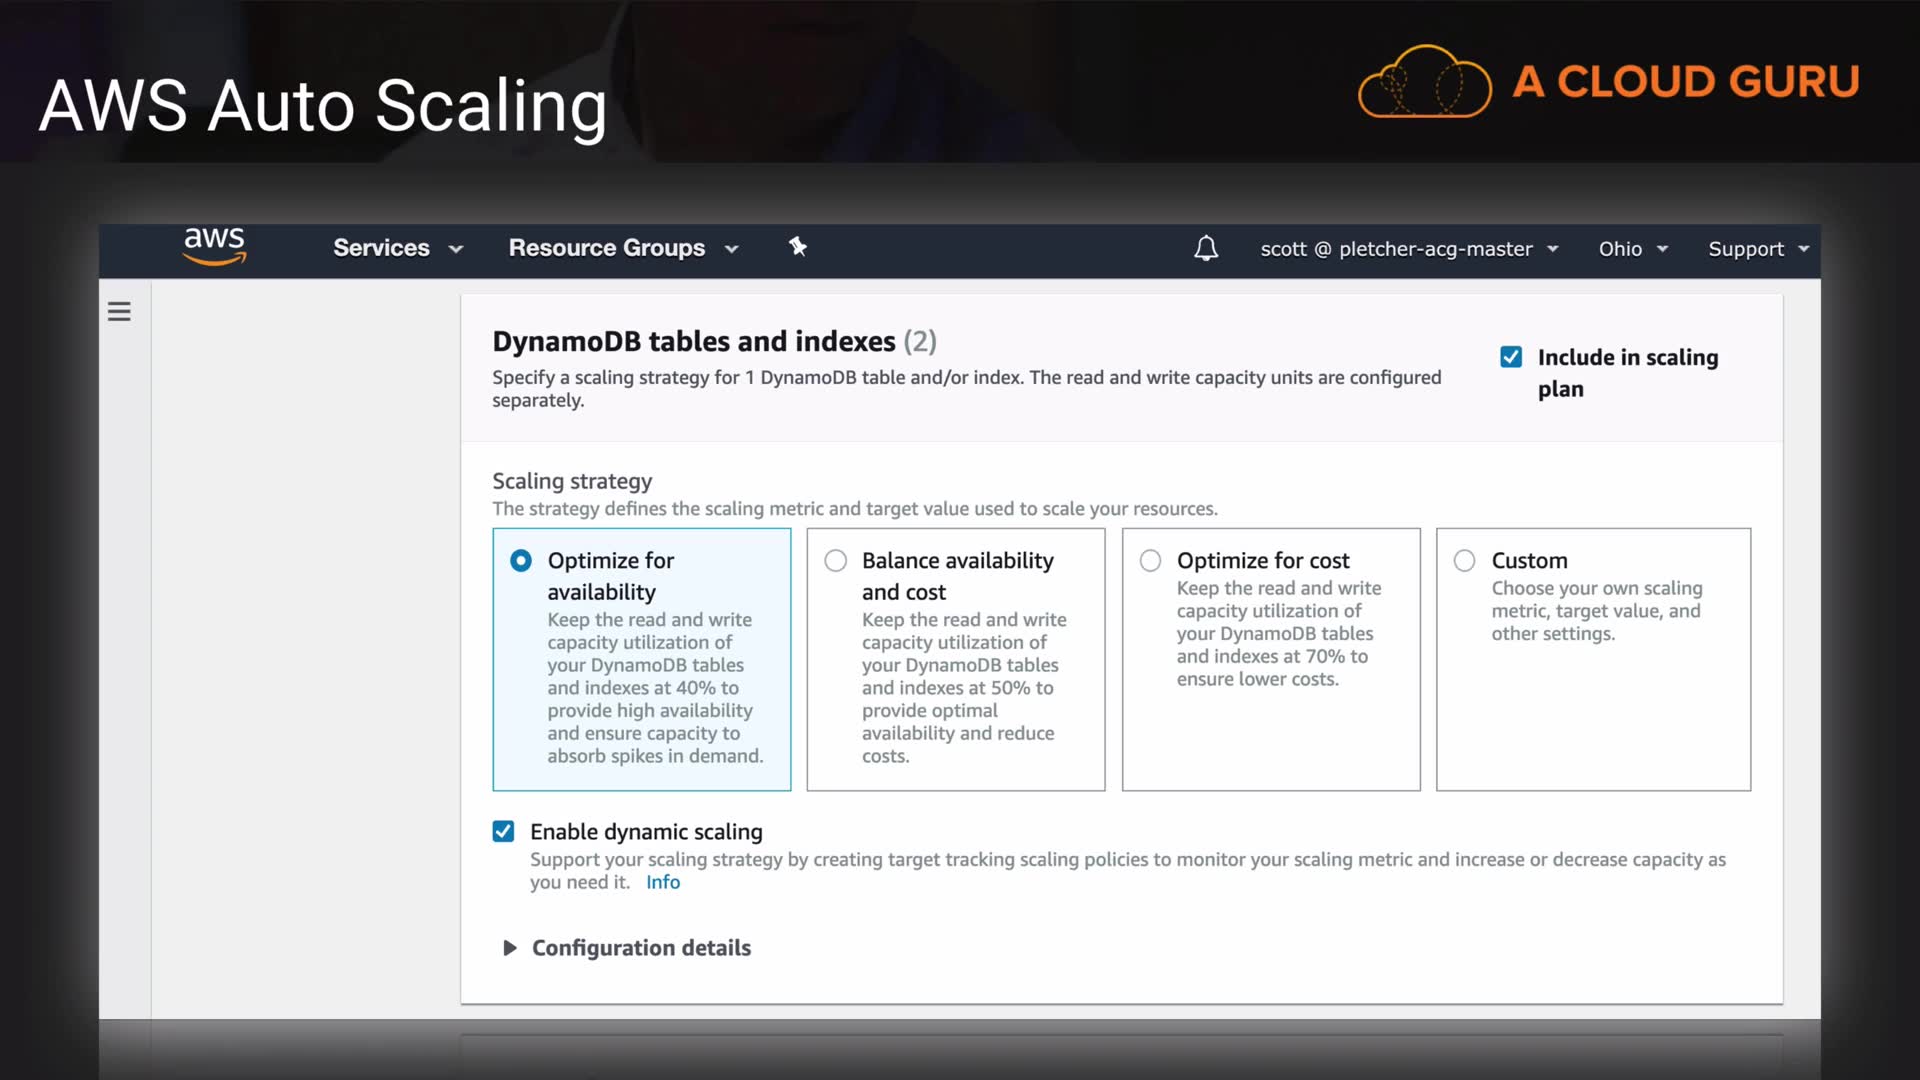 AWS Auto Scaling
A CLOUD GURU
aws
Services
Resource Groups
scott @ pletcher-acg-master
Ohio
Support
DynamoDB tables and indexes (2)
Specify a scaling strategy for 1 DynamoDB table and/or index. The read and write capacity units are configured
separately.
Include in scaling
plan
Scaling strategy
The strategy defines the scaling metric and target value used to scale your resources.
Optimize for
availability
Keep the read and write
capacity utilization of
your DynamoDB tables
and indexes at 40% to
provide high availability
and ensure capacity to
absorb spikes in demand.
Balance availability
and cost
Keep the read and write
capacity utilization of
your DynamoDB tables
and indexes at 50% to
provide optimal
availability and reduce
costs.
Optimize for cost
Keep the read and write
capacity utilization of
your DynamoDB tables
and indexes at 70% to
ensure lower costs.
Custom
Choose your own scaling
metric, target value, and
other settings.
Enable dynamic scaling
Support your scaling strategy by creating target tracking scaling policies to monitor your scaling metric and increase or decrease capacity as
you need it. Info
Configuration details